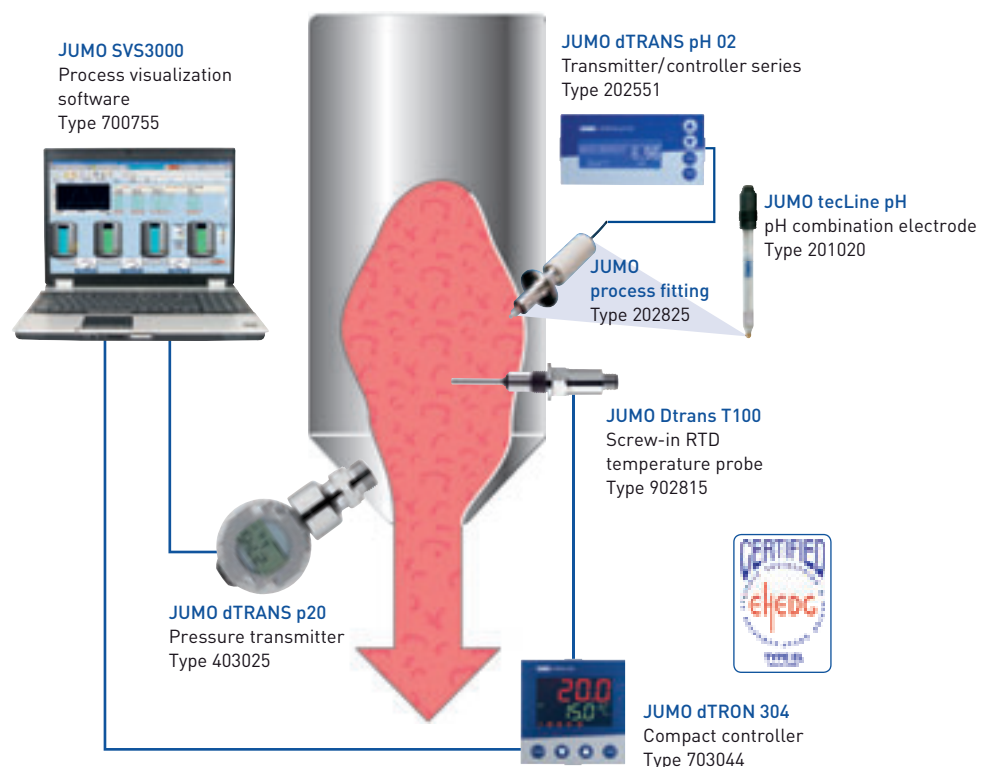 JUMO SVS3000
Process visualization
software
Type 700755
JUMO dTRANS pH 02
Transmitter/controller series
Type 202551
JUMO tecLine pH
pH combination electrode
Type 201020
JUMO
process fitting
Type 202825
JUMO Dtrans T100
Screw-in RTD
temperature probe
Type 902815
CERTIFIED
EHEDG
JUMO dTRANS p20
Pressure transmitter
Type 403025
20.0
15.0°C
JUMO dTRON 304
Compact controller
Type 703044